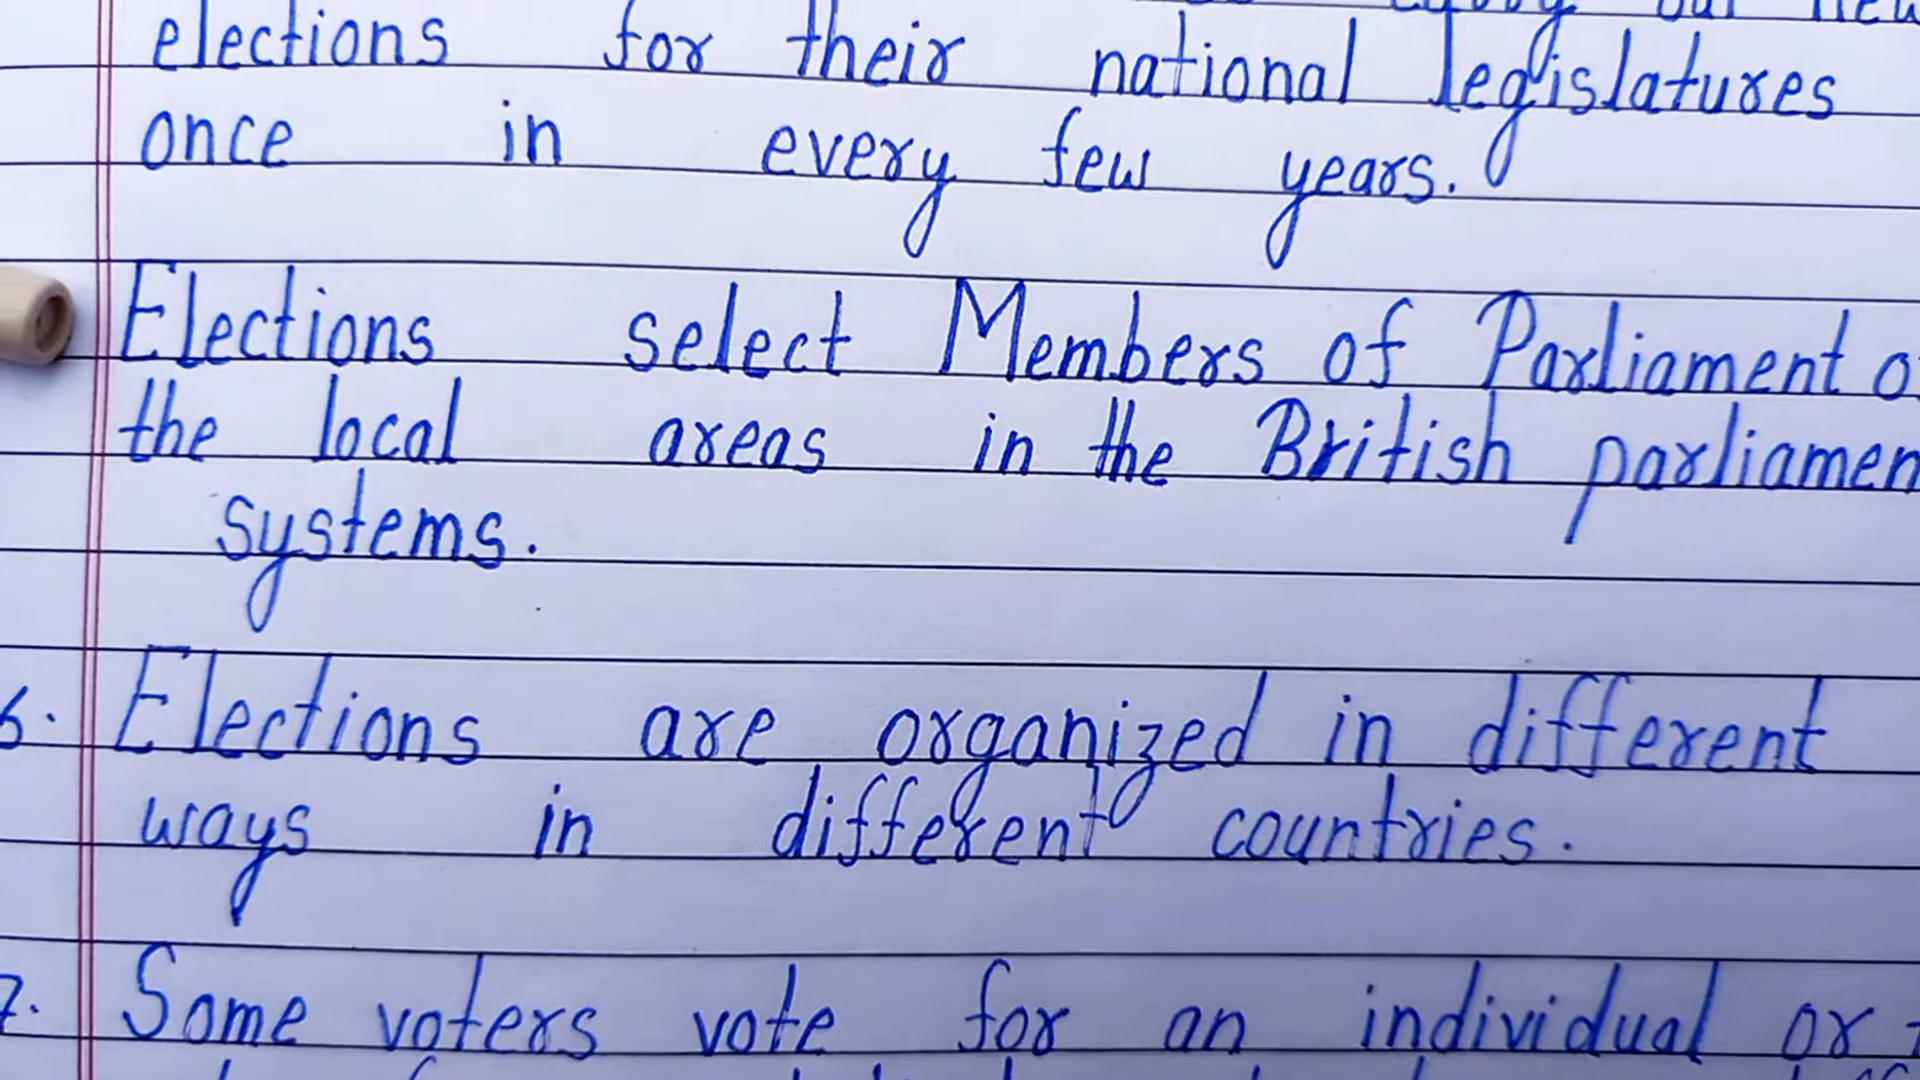 elections for their national legislatures
once in every few years.
Elections select Members of Parliament
the local areas in the British
systems.
6. Elections are organized in different
ways in different countries.
7. Some voters vote for an individual or